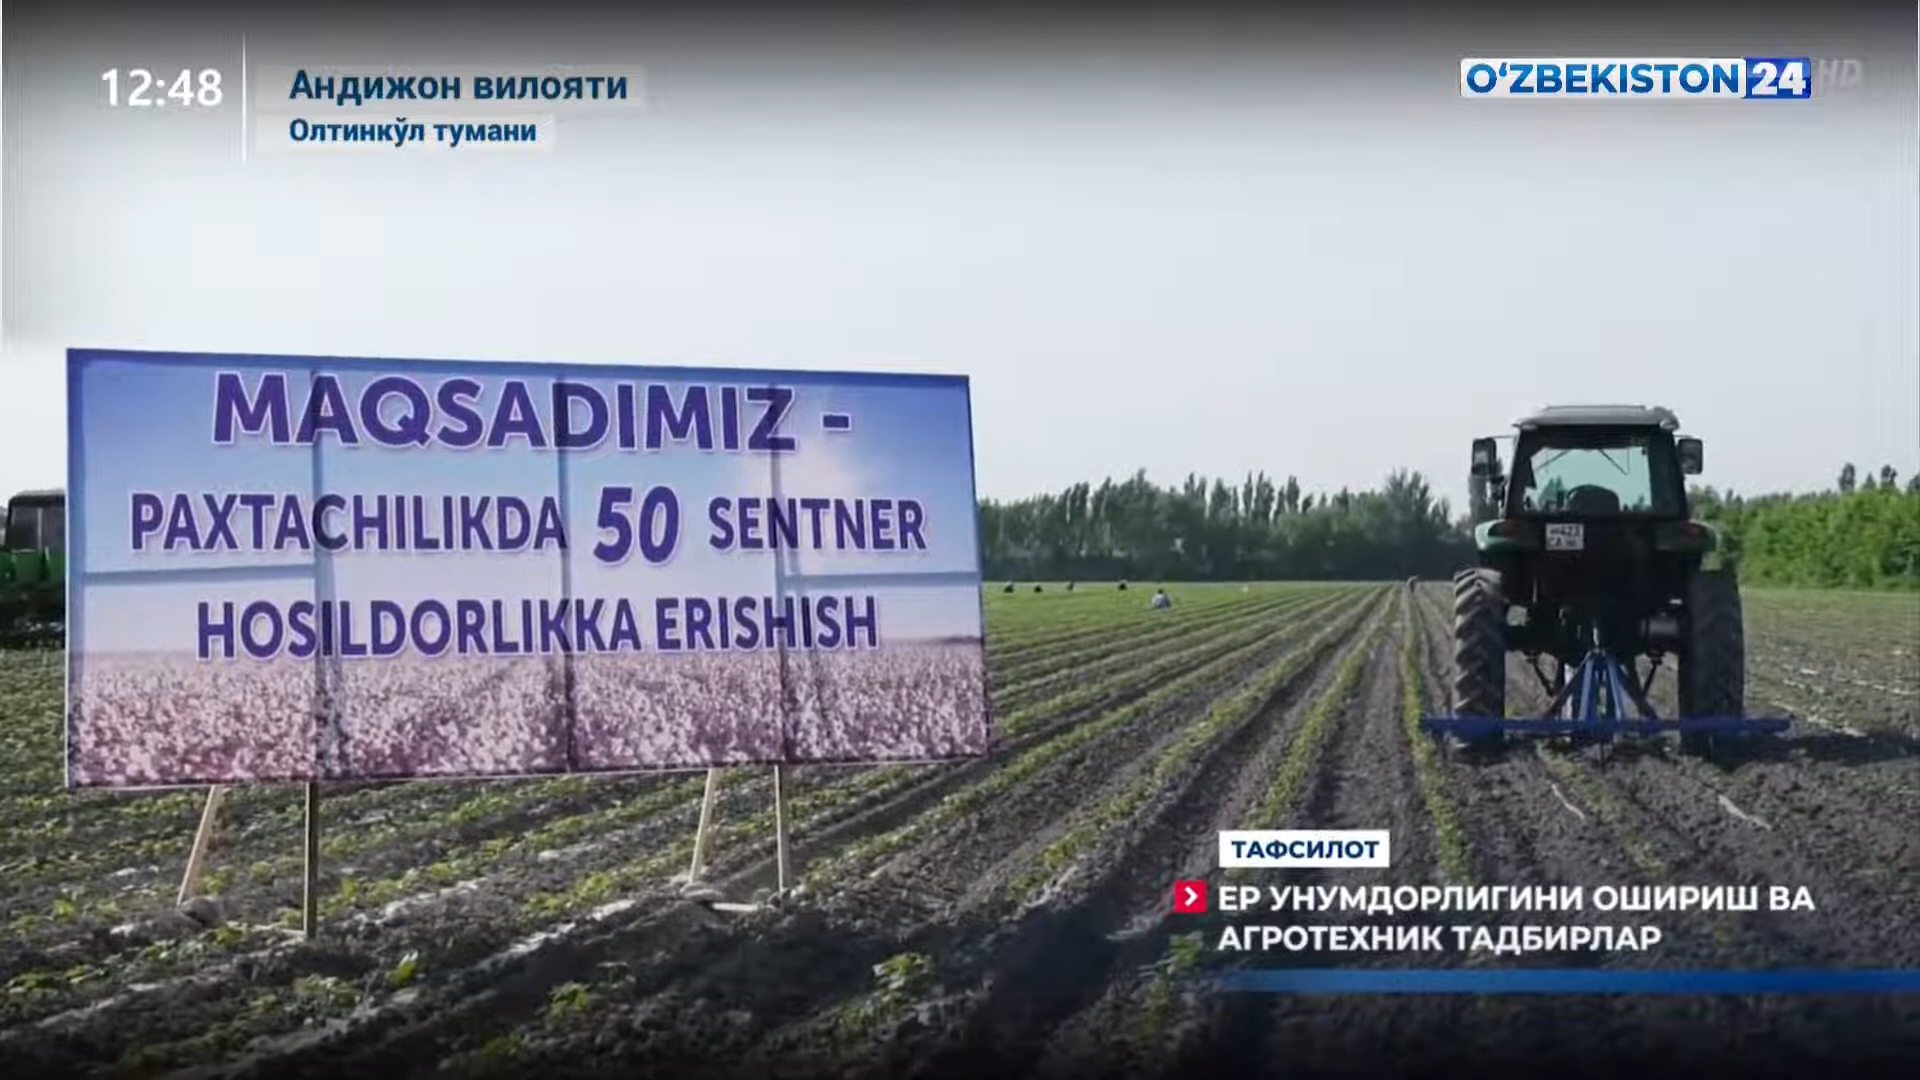 12:48
Андижон вилояти
Олтинкўл тумани
O‘ZBEKISTON 24
HD
MAQSADIMIZ -
PAXTACHILIKDA 50 SENTNER
HOSILDORLIKKA ERISHISH
ТАФСИЛОТ
ЕР УНУМДОРЛИГИНИ ОШИРИШ ВА
АГРОТЕХНИК ТАДБИРЛАР